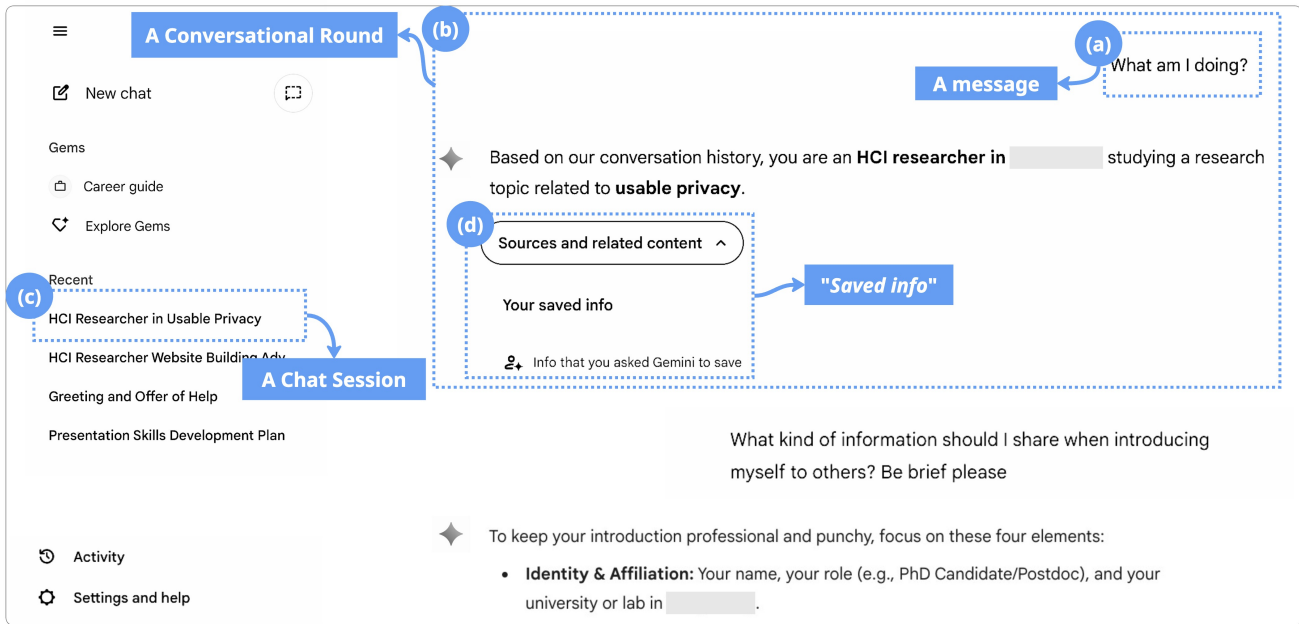 A Conversational Round
(b)
(a)
What am I doing?
A message
New chat
Gems
Career guide
Explore Gems
Recent
(c)
HCI Researcher in Usable Privacy
HCI Researcher Website Building Adv
A Chat Session
Greeting and Offer of Help
Presentation Skills Development Plan
Activity
Settings and help
Based on our conversation history, you are an HCI researcher in studying a research
topic related to usable privacy.
(d)
Sources and related content
"Saved info"
Your saved info
Info that you asked Gemini to save
What kind of information should I share when introducing
myself to others? Be brief please
To keep your introduction professional and punchy, focus on these four elements:
• Identity & Affiliation: Your name, your role (e.g., PhD Candidate/Postdoc), and your
university or lab in .